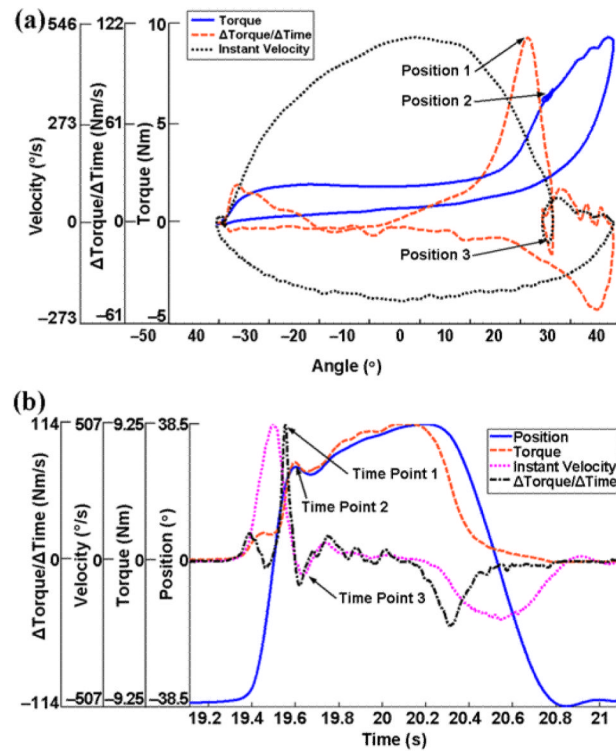 (a)
Torque
ΔTorque/ΔTime
Instant Velocity
Position 1
Position 2
Position 3
Velocity (°/s)
546
273
0
−273
ΔTorque/ΔTime (Nm/s)
122
61
0
−61
Torque (Nm)
10
5
0
−5
−50 40 −30 −20 −10 0 10 20 30 40
Angle (o)
(b)
Position
Torque
Instant Velocity
ΔTorque/ΔTime
Time Point 1
Time Point 2
Time Point 3
ΔTorque/ΔTime (Nm/s)
114
0
−114
Velocity (°/s)
507
0
−507
Torque (Nm)
9.25
0
−9.25
Position (°)
38.5
0
−38.5
19.2 19.4 19.6 19.8 20 20.2 20.4 20.6 20.8 21
Time (s)